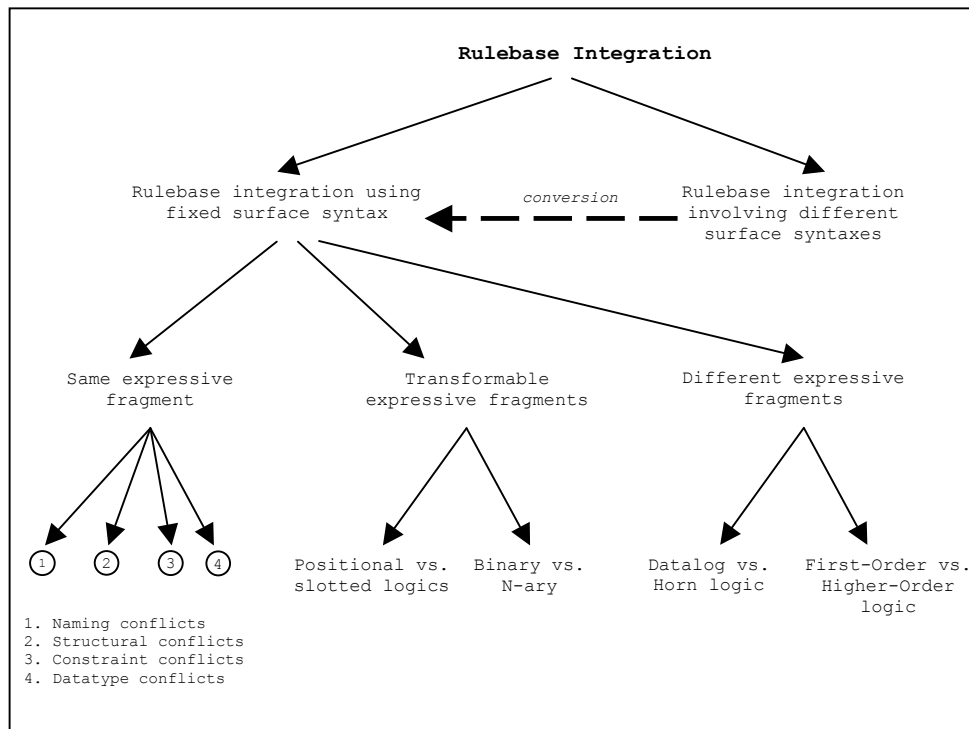 Rulebase Integration
Rulebase integration using
fixed surface syntax
conversion
Rulebase integration
involving different
surface syntaxes
Same expressive
fragment
Transformable
expressive fragments
Different expressive
fragments
1
2
3
4
Positional vs.
slotted logics
Binary vs.
N-ary
Datalog vs.
Horn logic
First-Order vs.
Higher-Order
logic
1. Naming conflicts
2. Structural conflicts
3. Constraint conflicts
4. Datatype conflicts